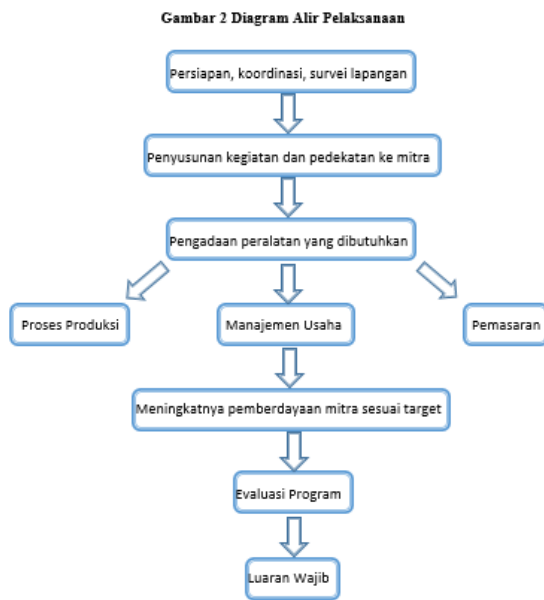 Gambar 2 Diagram Alir Pelaksanaan
Persiapan, koordinasi, survei lapangan
Penyusunan kegiatan dan pedekatan ke mitra
Pengadaan peralatan yang dibutuhkan
Proses Produksi
Manajemen Usaha
Pemasaran
Meningkatnya pemberdayaan mitra sesuai target
Evaluasi Program
Luaran Wajib